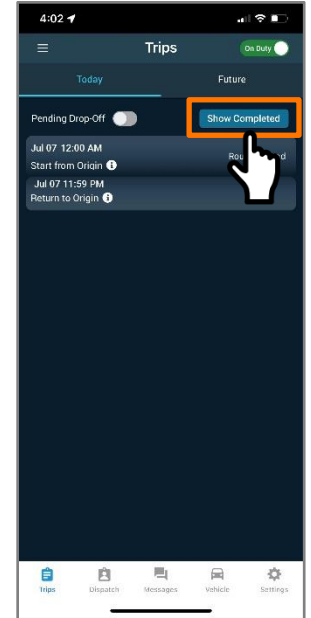 4:02
Trips
On Duty
Today
Future
Pending Drop-Off
Show Completed
Jul 07 12:00 AM
Start from Origin
Jul 07 11:59 PM
Return to Origin
Trips
Dispatch
Messages
Vehicle
Settings